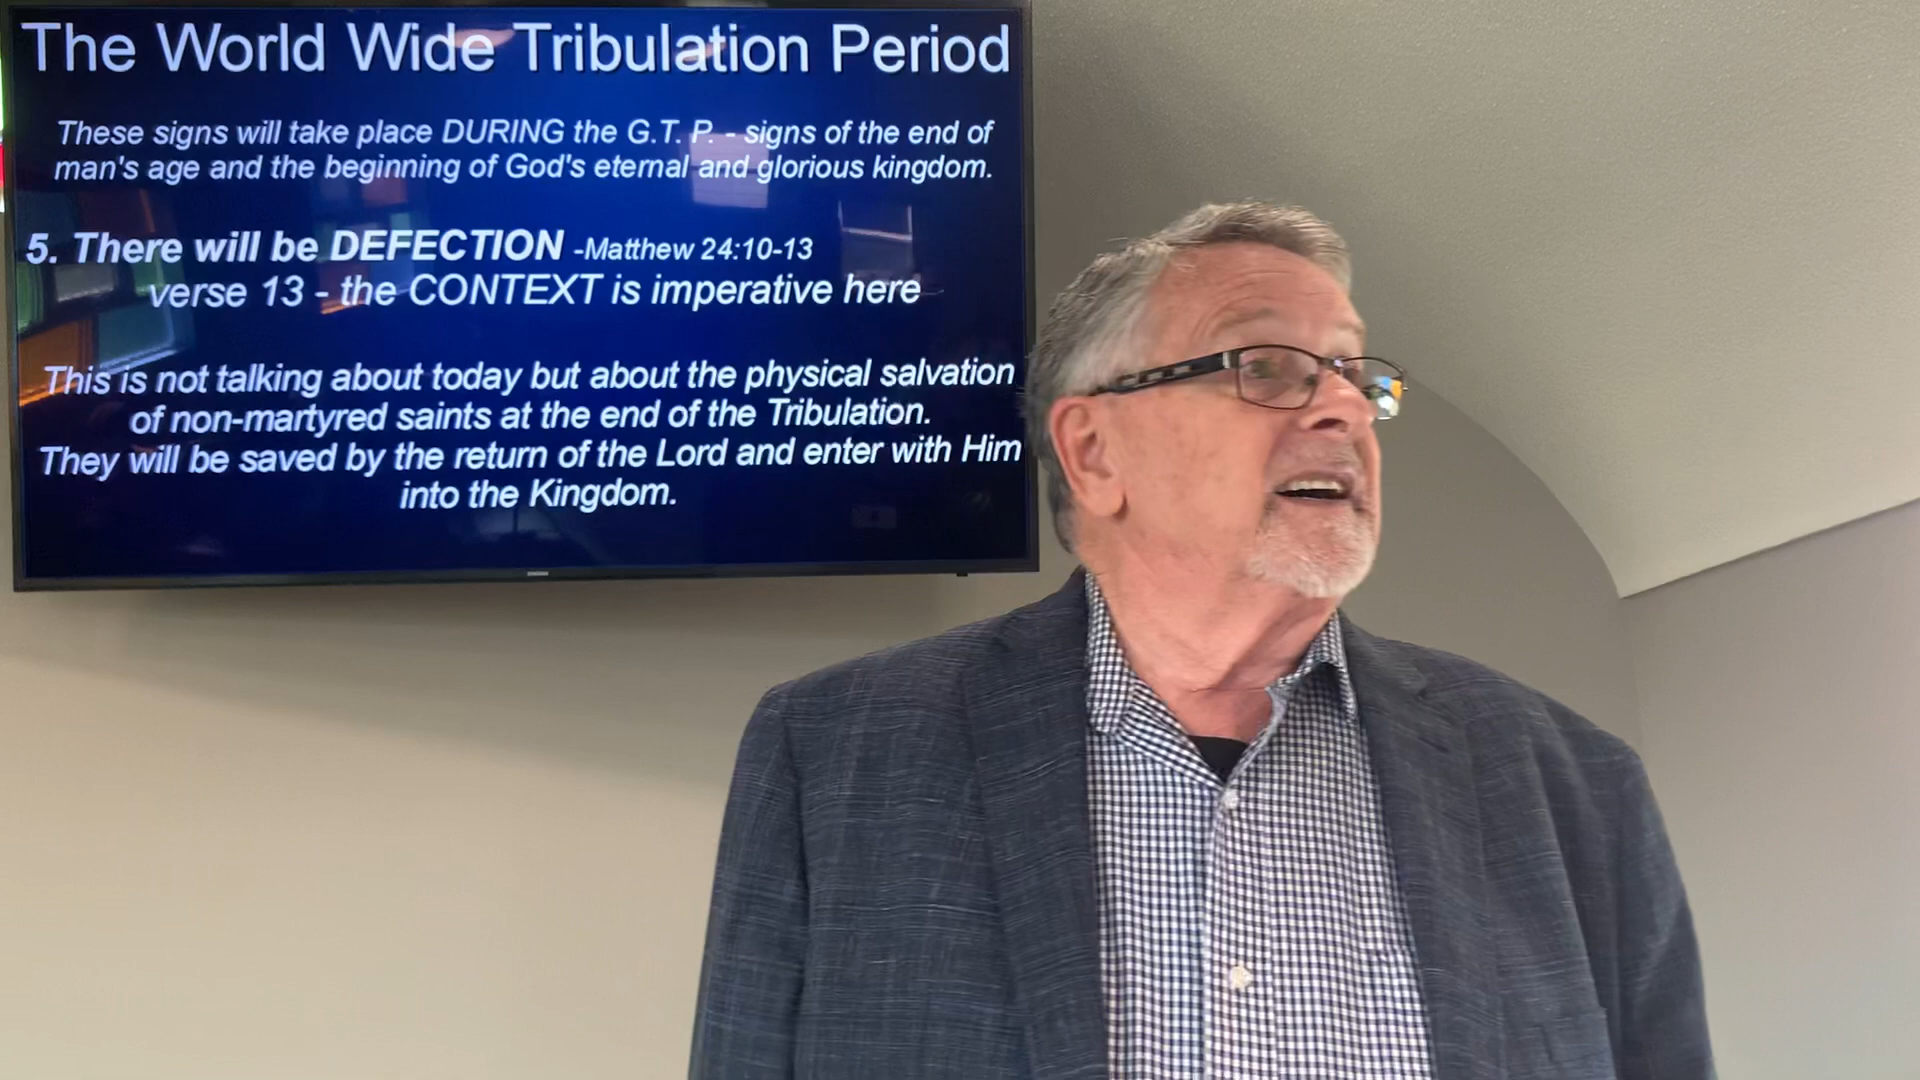 The World Wide Tribulation Period
These signs will take place DURING the G.T. P. - signs of the end of
man's age and the beginning of God's eternal and glorious kingdom.
5. There will be DEFECTION -Matthew 24:10-13
verse 13 - the CONTEXT is imperative here
This is not talking about today but about the physical salvation
of non-martyred saints at the end of the Tribulation.
They will be saved by the return of the Lord and enter with Him
into the Kingdom.